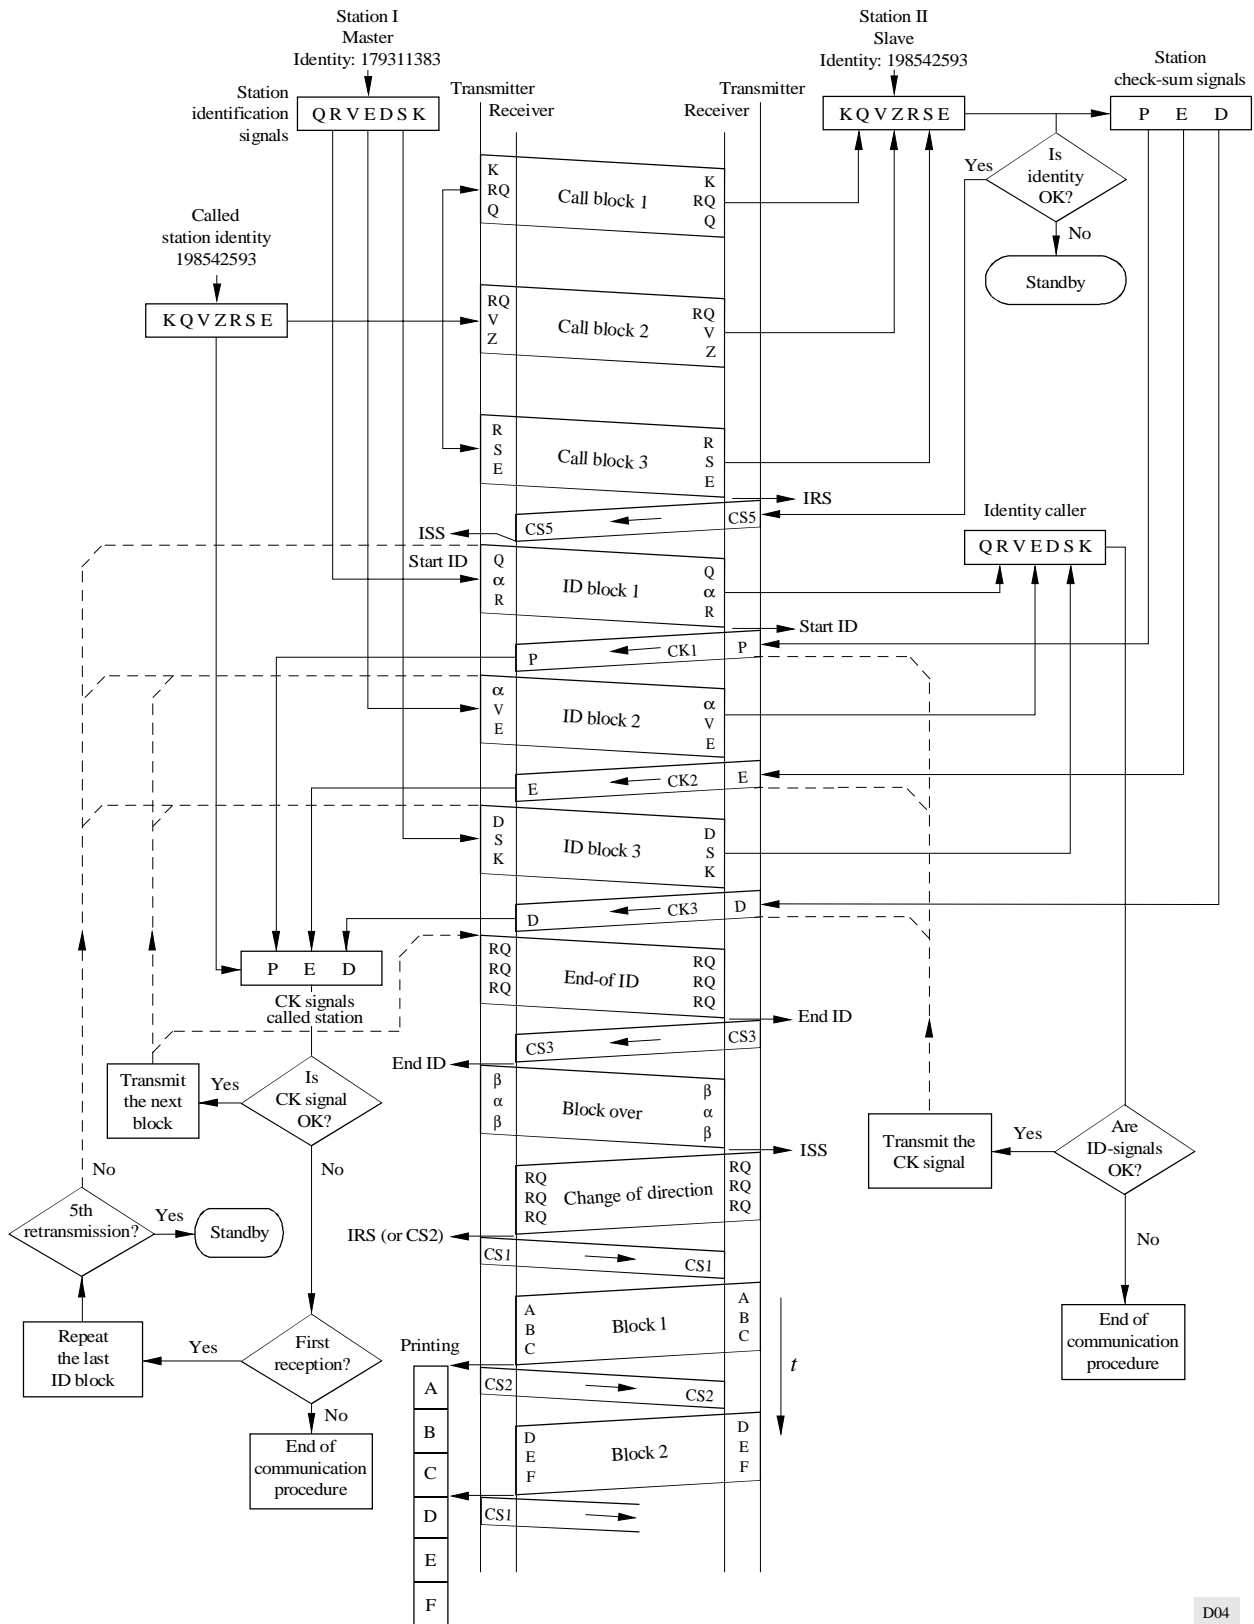 Station I
Master
Identity: 179311383
Station II
Slave
Identity: 198542593
Station
check-sum signals
Station
identification
signals
Q R V E D S K
Transmitter
Receiver
Transmitter
Receiver
K Q V Z R S E
P E D
K
RQ
Q
Call block 1
K
RQ
Q
Yes
Is
identity
OK?
No
Standby
Called
station identity
198542593
K Q V Z R S E
RQ
V
Z
Call block 2
RQ
V
Z
R
S
E
Call block 3
R
S
E
IRS
ISS
CS5
CS5
Identity caller
Q R V E D S K
Start ID
Q
α
R
ID block 1
Q
α
R
Start ID
P
CK1
P
α
V
E
ID block 2
α
V
E
E
CK2
E
D
S
K
ID block 3
D
S
K
D
CK3
D
P E D
CK signals
called station
RQ
RQ
RQ
End-of ID
RQ
RQ
RQ
End ID
CS3
CS3
End ID
Transmit
the next
block
Yes
Is
CK signal
OK?
No
β
α
β
Block over
β
α
β
ISS
Transmit the
CK signal
Yes
Are
ID-signals
OK?
No
No
5th
retransmission?
Yes
Standby
RQ
RQ
RQ
Change of direction
RQ
RQ
RQ
IRS (or CS2)
CS1
CS1
A
B
C
Block 1
A
B
C
t
End of
communication
procedure
Repeat
the last
ID block
Yes
First
reception?
No
End of
communication
procedure
Printing
A
B
C
D
E
F
CS2
CS2
D
E
F
Block 2
D
E
F
CS1
D04